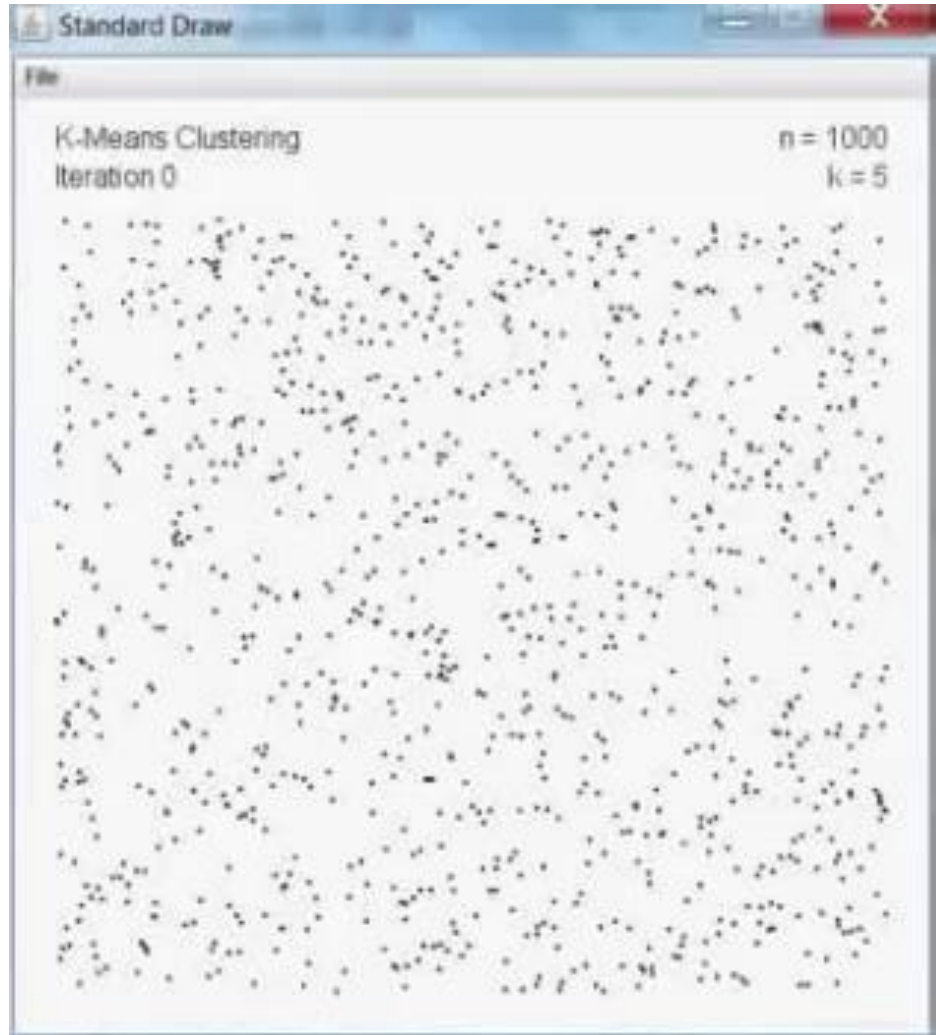 Standard Draw
File
K-Means Clustering
n = 1000
Iteration 0
k = 5